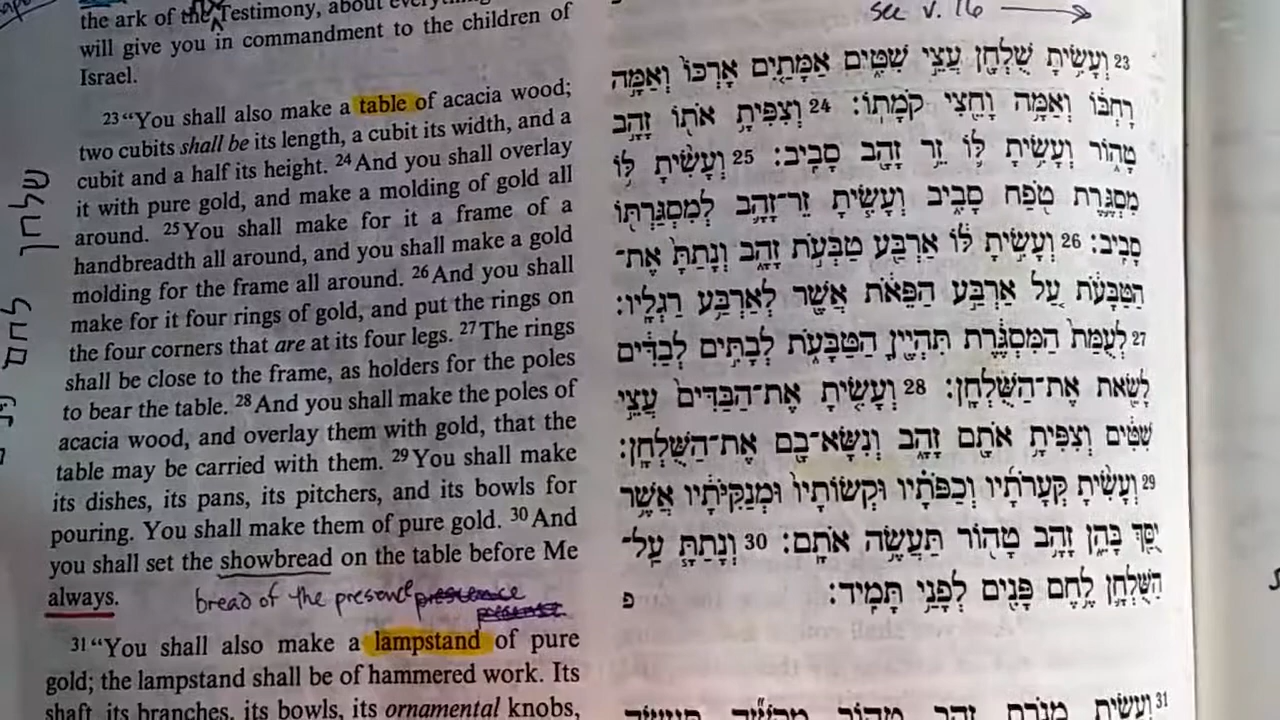 the ark of the Testimony, about everything
will give you in commandment to the children of
Israel.
23 “You shall also make a table of acacia wood;
two cubits shall be its length, a cubit its width, and a
cubit and a half its height. 24 And you shall overlay
it with pure gold, and make a molding of gold all
around. 25 You shall make for it a frame of a
handbreadth all around, and you shall make a gold
molding for the frame all around. 26 And you shall
make for it four rings of gold, and put the rings on
the four corners that are at its four legs. 27 The rings
shall be close to the frame, as holders for the poles
to bear the table. 28 And you shall make the poles of
acacia wood, and overlay them with gold, that the
table may be carried with them. 29 You shall make
its dishes, its pans, its pitchers, and its bowls for
pouring. You shall make them of pure gold. 30 And
you shall set the showbread on the table before Me
always.
bread of the presence
31 “You shall also make a lampstand of pure
gold; the lampstand shall be of hammered work. Its
shaft, its branches, its bowls, its ornamental knobs,
שלחן
לחם
see v. 16
23 וְעָשִׂ֥יתָ שֻׁלְחָ֖ן עֲצֵ֣י שִׁטִּ֑ים אַמָּתַ֤יִם אָרְכּוֹ֙ וְאַמָּ֣ה
רָחְבּ֔וֹ וְאַמָּ֥ה וָחֵ֖צִי קֹמָתֽוֹ׃ 24 וְצִפִּיתָ֥ אֹת֖וֹ זָהָ֣ב
טָה֑וֹר וְעָשִׂ֥יתָ לּ֛וֹ זֵ֥ר זָהָ֖ב סָבִֽיב׃ 25 וְעָשִׂ֨יתָ לּ֥וֹ
מִסְגֶּ֛רֶת טֹ֖פַח סָבִ֑יב וְעָשִׂ֧יתָ זֵר־זָהָ֛ב לְמִסְגַּרְתּ֖וֹ
סָבִֽיב׃ 26 וְעָשִׂ֣יתָ לּ֔וֹ אַרְבַּ֖ע טַבְּעֹ֣ת זָהָ֑ב וְנָתַתָּ֙ אֶת־
הַטַּבָּעֹ֔ת עַ֚ל אַרְבַּ֣ע הַפֵּאֹ֔ת אֲשֶׁ֖ר לְאַרְבַּ֥ע רַגְלָֽיו׃
27 לְעֻמַּת֙ הַמִּסְגֶּ֔רֶת תִּהְיֶ֖יןָ הַטַּבָּעֹ֑ת לְבָתִּ֣ים לְבַדִּ֔ים
לָשֵׂ֖את אֶת־הַשֻּׁלְחָֽן׃ 28 וְעָשִׂ֤יתָ אֶת־הַבַּדִּים֙ עֲצֵ֣י
שִׁטִּ֔ים וְצִפִּיתָ֥ אֹתָ֖ם זָהָ֑ב וְנִשָּׂא־בָ֖ם אֶת־הַשֻּׁלְחָֽן׃
29 וְעָשִׂ֨יתָ קְּעָרֹתָ֜יו וְכַפֹּתָ֗יו וּקְשׂוֹתָיו֙ וּמְנַקִּיֹּתָ֔יו אֲשֶׁ֥ר
יֻסַּ֖ךְ בָּהֵ֑ן זָהָ֥ב טָה֖וֹר תַּעֲשֶׂ֥ה אֹתָֽם׃ 30 וְנָתַתָּ֧ עַֽל־
הַשֻּׁלְחָ֛ן לֶ֥חֶם פָּנִ֖ים לְפָנַ֥י תָּמִֽיד׃ פ
31 וְעָשִׂ֥יתָ מְנֹרַ֖ת זָהָ֣ב טָה֑וֹר